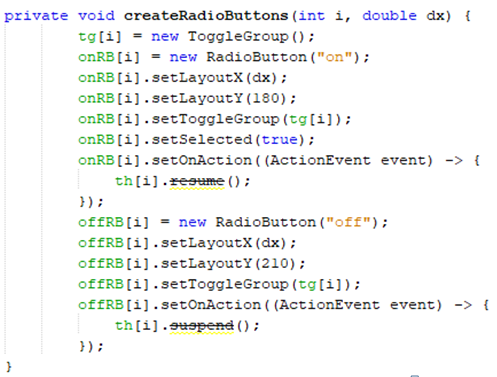 private void createRadioButtons(int i, double dx) {
tg[i] = new ToggleGroup();
onRB[i] = new RadioButton("on");
onRB[i].setLayoutX(dx);
onRB[i].setLayoutY(180);
onRB[i].setToggleGroup(tg[i]);
onRB[i].setSelected(true);
onRB[i].setOnAction((ActionEvent event) -> {
th[i].resume();
});
offRB[i] = new RadioButton("off");
offRB[i].setLayoutX(dx);
offRB[i].setLayoutY(210);
offRB[i].setToggleGroup(tg[i]);
offRB[i].setOnAction((ActionEvent event) -> {
th[i].suspend();
});
}